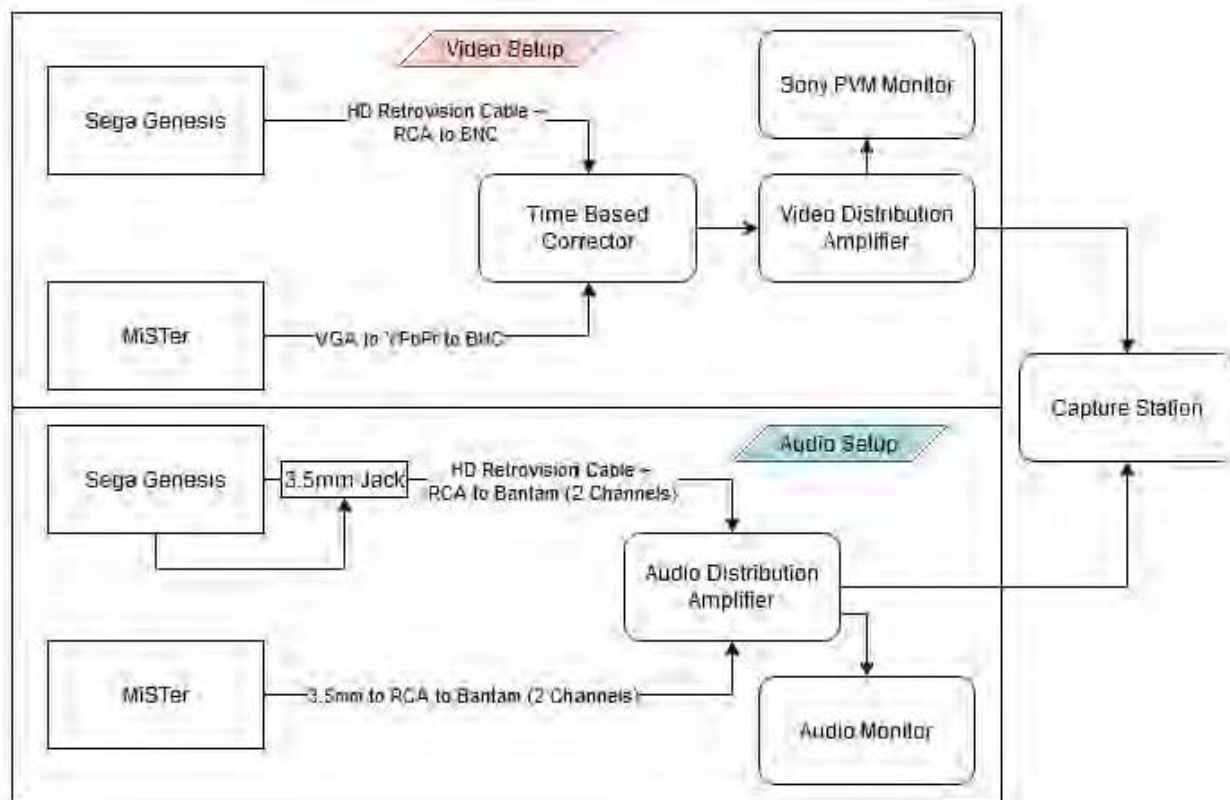 Video Setup
Sega Genesis
HD Retrovision Cable –
RCA to BNC
Sony PVM Monitor
Time Based
Corrector
Video Distribution
Amplifier
MiSTer
VGA to YPbPr to BNC
Capture Station
Audio Setup
Sega Genesis
3.5mm Jack
HD Retrovision Cable –
RCA to Bantam (2 Channels)
Audio Distribution
Amplifier
MiSTer
3.5mm to RCA to Bantam (2 Channels)
Audio Monitor